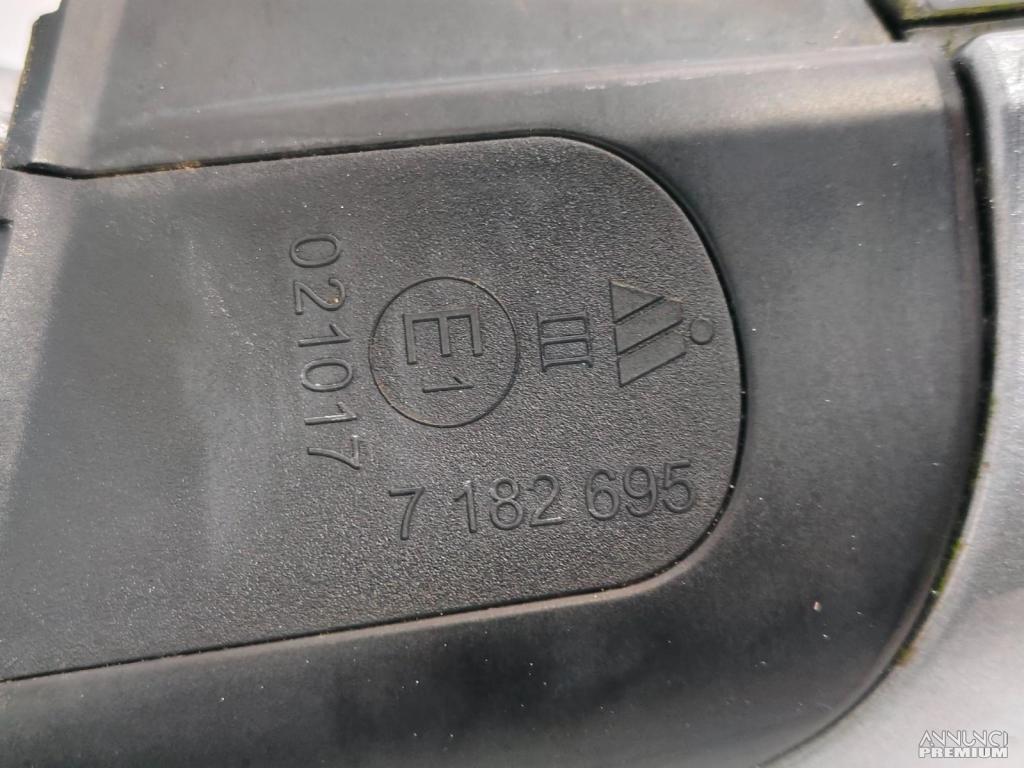 021017
E1
III
7 182 695
ANNUNCI
PREMIUM